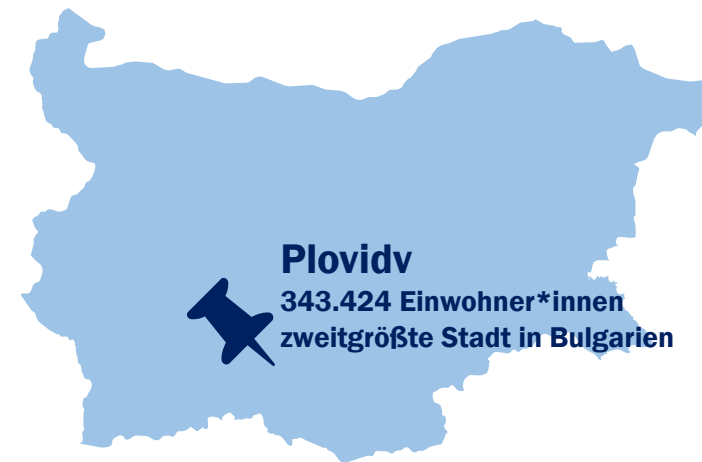 Plovidv
343.424 Einwohner*innen
zweitgrößte Stadt in Bulgarien